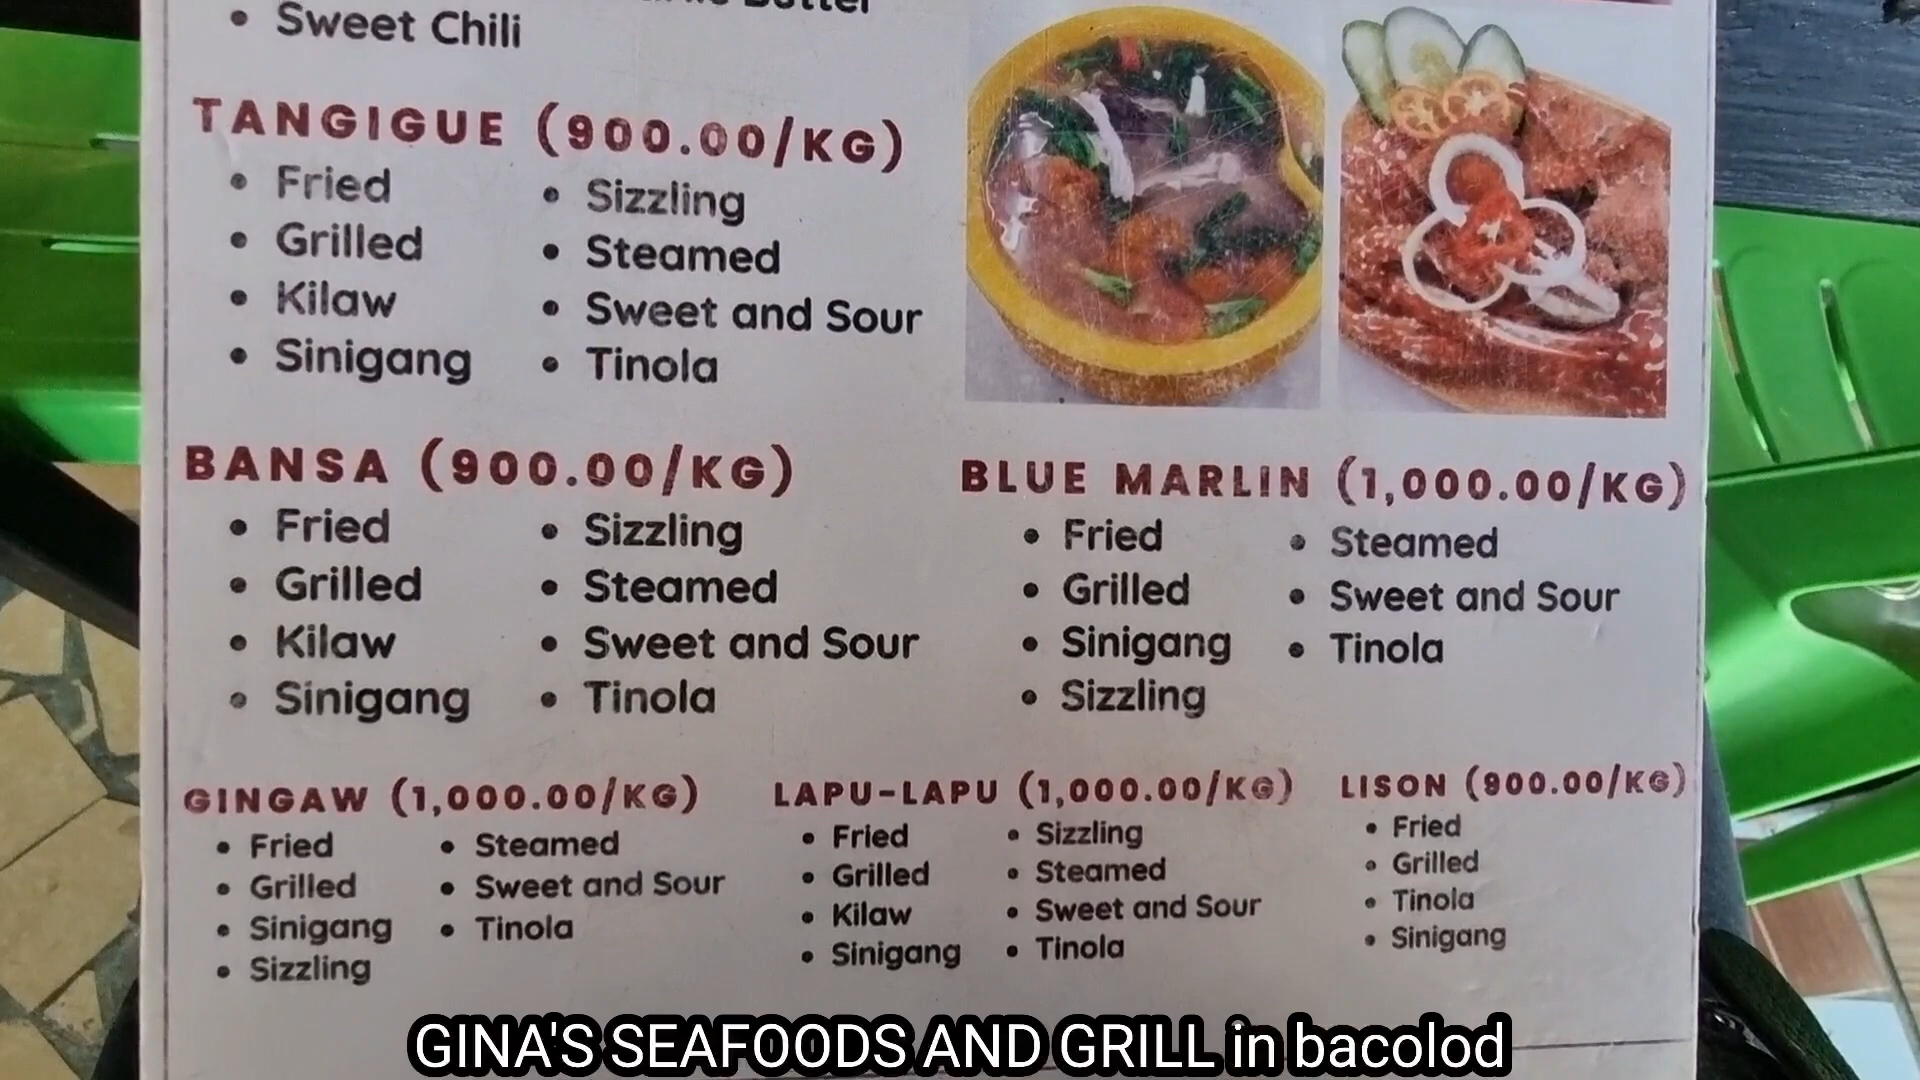 Butter
• Sweet Chili
TANGIGUE (900.00/KG)
• Fried
• Grilled
• Kilaw
• Sinigang
• Sizzling
• Steamed
• Sweet and Sour
• Tinola
BANSA (900.00/KG)
• Fried
• Grilled
• Kilaw
• Sinigang
• Sizzling
• Steamed
• Sweet and Sour
• Tinola
BLUE MARLIN (1,000.00/KG)
• Fried
• Grilled
• Sinigang
• Sizzling
• Steamed
• Sweet and Sour
• Tinola
GINGAW (1,000.00/KG)
• Fried
• Grilled
• Sinigang
• Sizzling
• Steamed
• Sweet and Sour
• Tinola
LAPU-LAPU (1,000.00/KG)
• Fried
• Grilled
• Kilaw
• Sinigang
• Sizzling
• Steamed
• Sweet and Sour
• Tinola
LISON (900.00/KG)
• Fried
• Grilled
• Tinola
• Sinigang
GINA'S SEAFOODS AND GRILL in bacolod